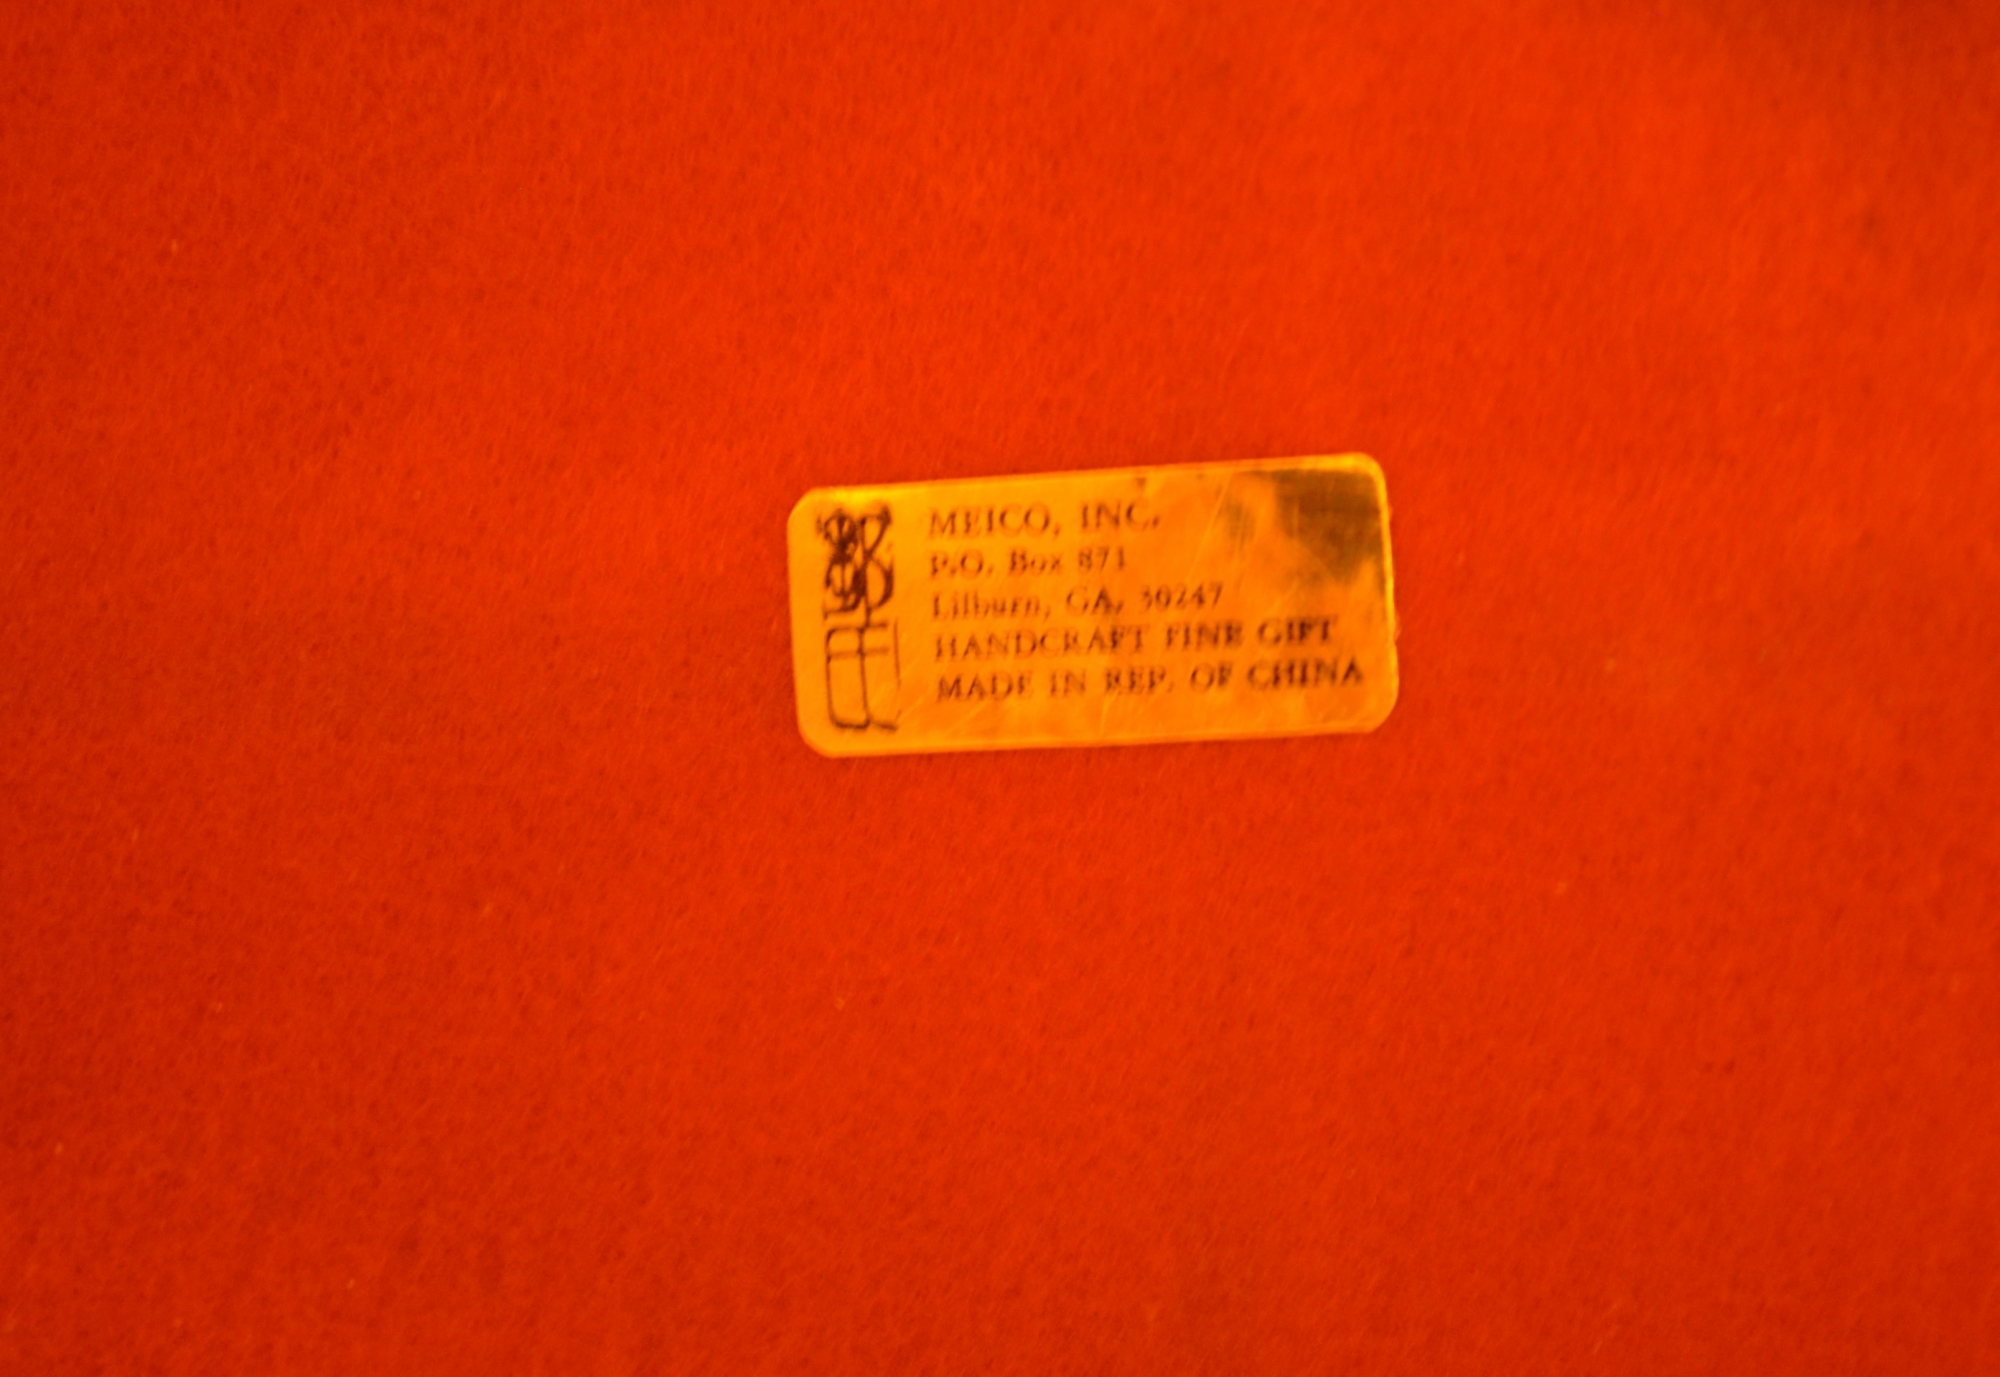 MEICO, INC.
P.O. Box 871
Lilburn, GA, 30247
HANDCRAFT FINE GIFT
MADE IN REP. OF CHINA